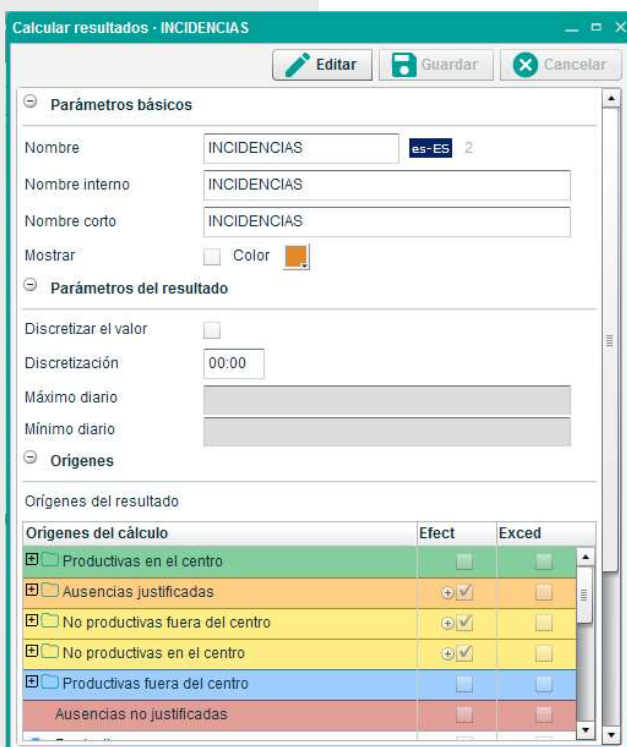 Calcular resultados · INCIDENCIAS
Editar Guardar Cancelar
Parámetros básicos
Nombre INCIDENCIAS es-ES 2
Nombre interno INCIDENCIAS
Nombre corto INCIDENCIAS
Mostrar Color
Parámetros del resultado
Discretizar el valor
Discretización 00:00
Máximo diario
Mínimo diario
Orígenes
Orígenes del resultado
Orígenes del cálculo Efect Exced
Productivas en el centro
Ausencias justificadas
No productivas fuera del centro
No productivas en el centro
Productivas fuera del centro
Ausencias no justificadas